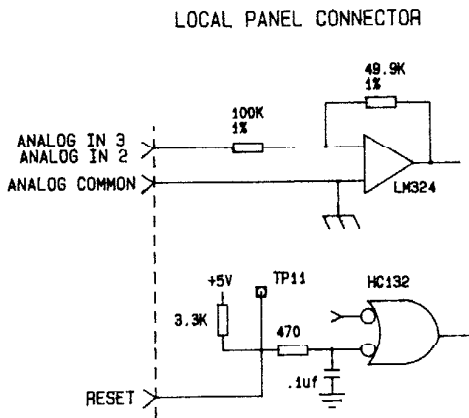 LOCAL PANEL CONNECTOR
49.9K
1%
100K
1%
ANALOG IN 3
ANALOG IN 2
ANALOG COMMON
LM324
+5V
TP11
HC132
3.3K
470
.1uf
RESET